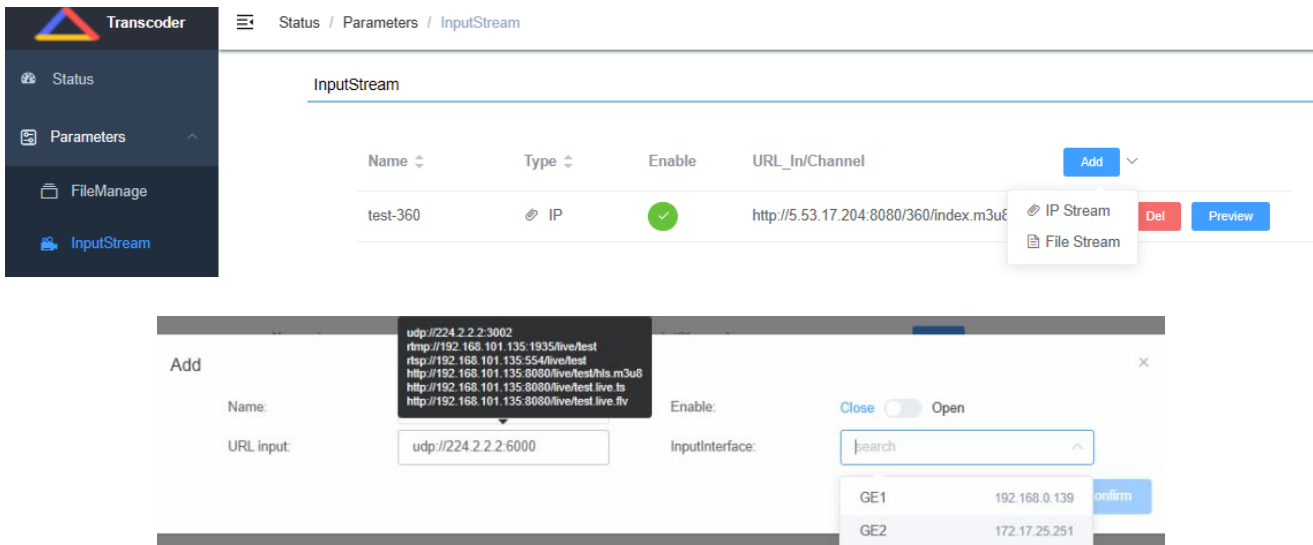 Transcoder
Status / Parameters / InputStream
Status
InputStream
Parameters
Name Type Enable URL_In/Channel Add
FileManage
test-360 IP http://5.53.17.204:8080/360/index.m3u8 Del Preview
IP Stream
InputStream
File Stream
udp://224.2.2.2:3002
rtmp://192.168.101.135:1935/live/test
rtsp://192.168.101.135:554/live/test
http://192.168.101.135:8080/live/test/hls.m3u8
http://192.168.101.135:8080/live/test.live.ts
http://192.168.101.135:8080/live/test.live.flv
Add
Name: Enable: Close Open
URL input: udp://224.2.2.2:6000 InputInterface: search
GE1 192.168.0.139 onfirm
GE2 172.17.25.251